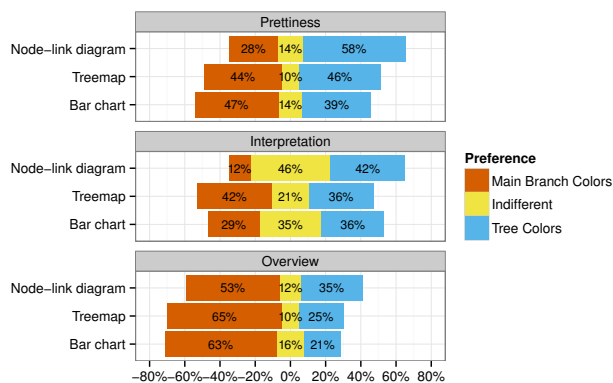 Prettiness
Node−link diagram 28% 14% 58%
Treemap 44% 10% 46%
Bar chart 47% 14% 39%
Interpretation
Node−link diagram 12% 46% 42%
Treemap 42% 21% 36%
Bar chart 29% 35% 36%
Overview
Node−link diagram 53% 12% 35%
Treemap 65% 10% 25%
Bar chart 63% 16% 21%
−80% −60% −40% −20% 0% 20% 40% 60% 80%
Preference
Main Branch Colors
Indifferent
Tree Colors